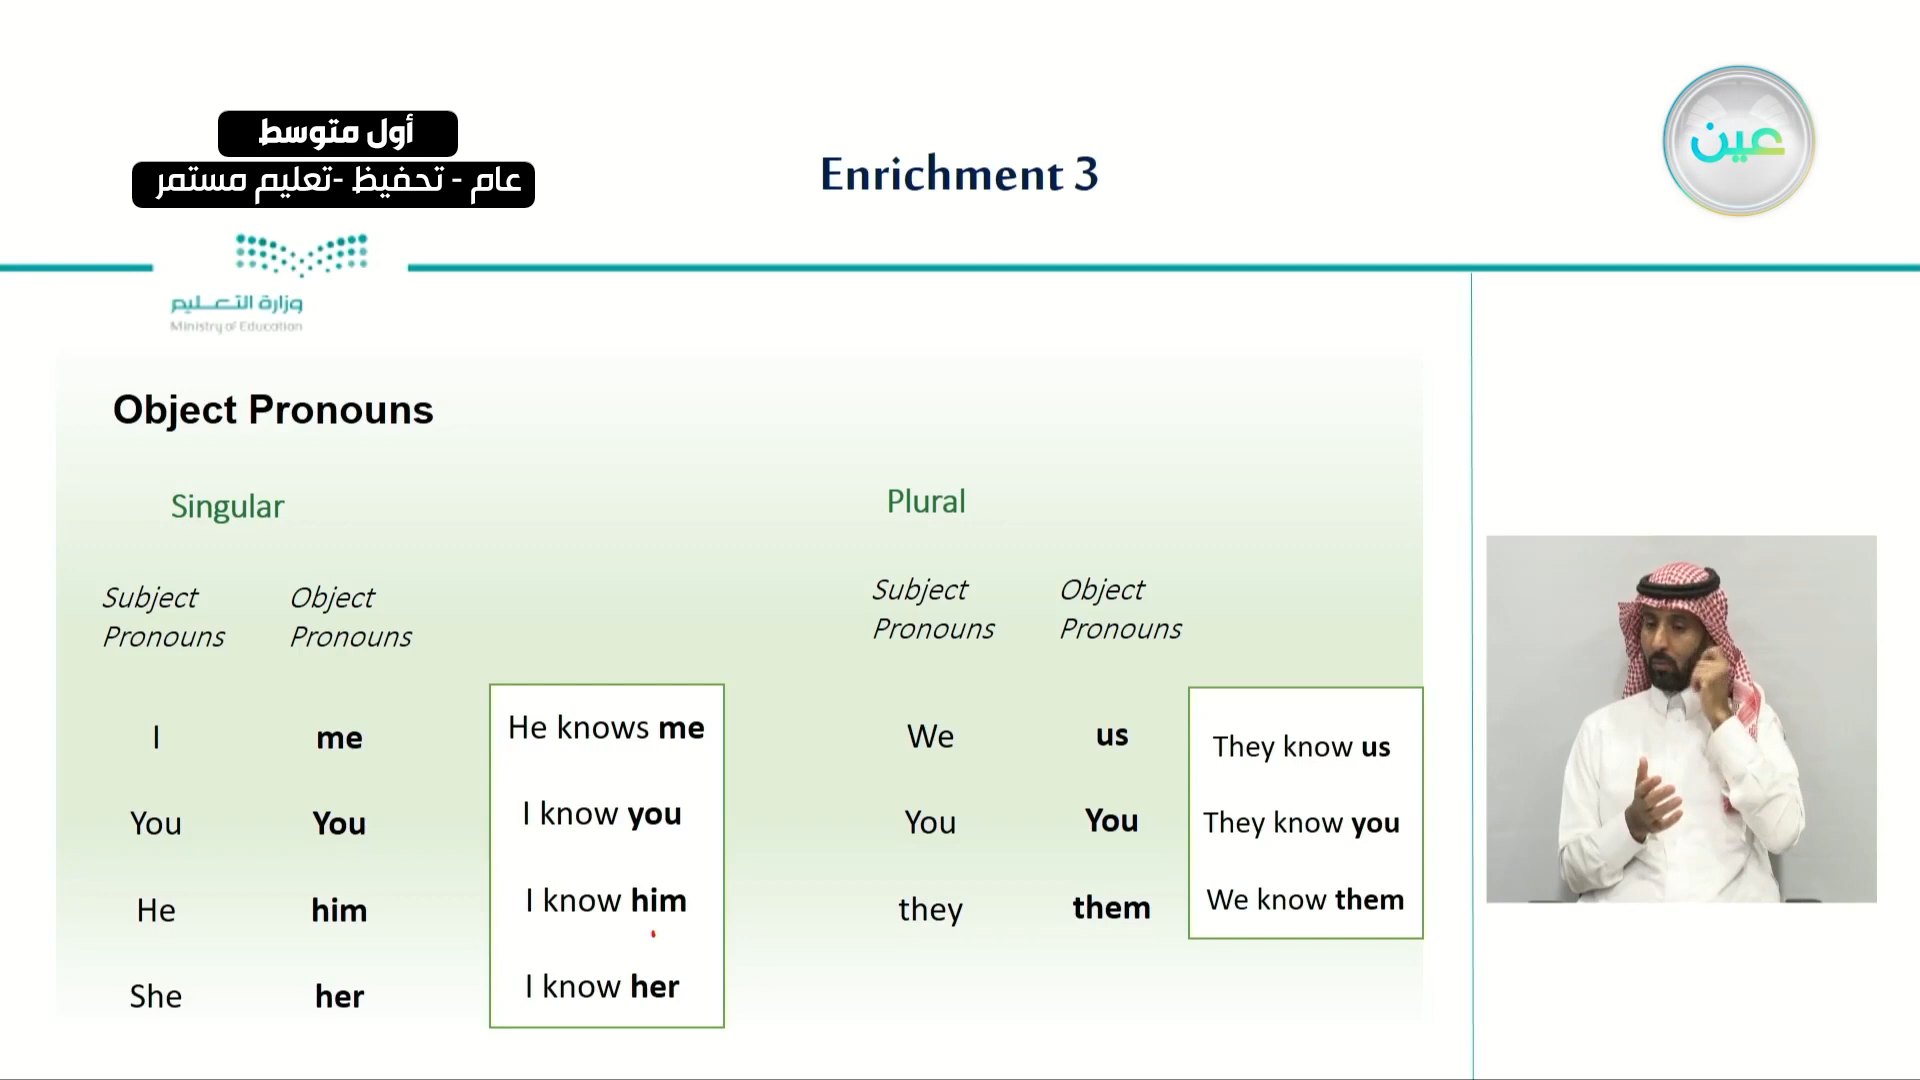 أول متوسط
عام - تحفيظ -تعليم مستمر
Enrichment 3
عين
وزارة التعليم
Ministry of Education
Object Pronouns
Singular
Subject Pronouns
Object Pronouns
I
me
He knows me
You
You
I know you
He
him
I know him
She
her
I know her
Plural
Subject Pronouns
Object Pronouns
We
us
They know us
You
You
They know you
they
them
We know them